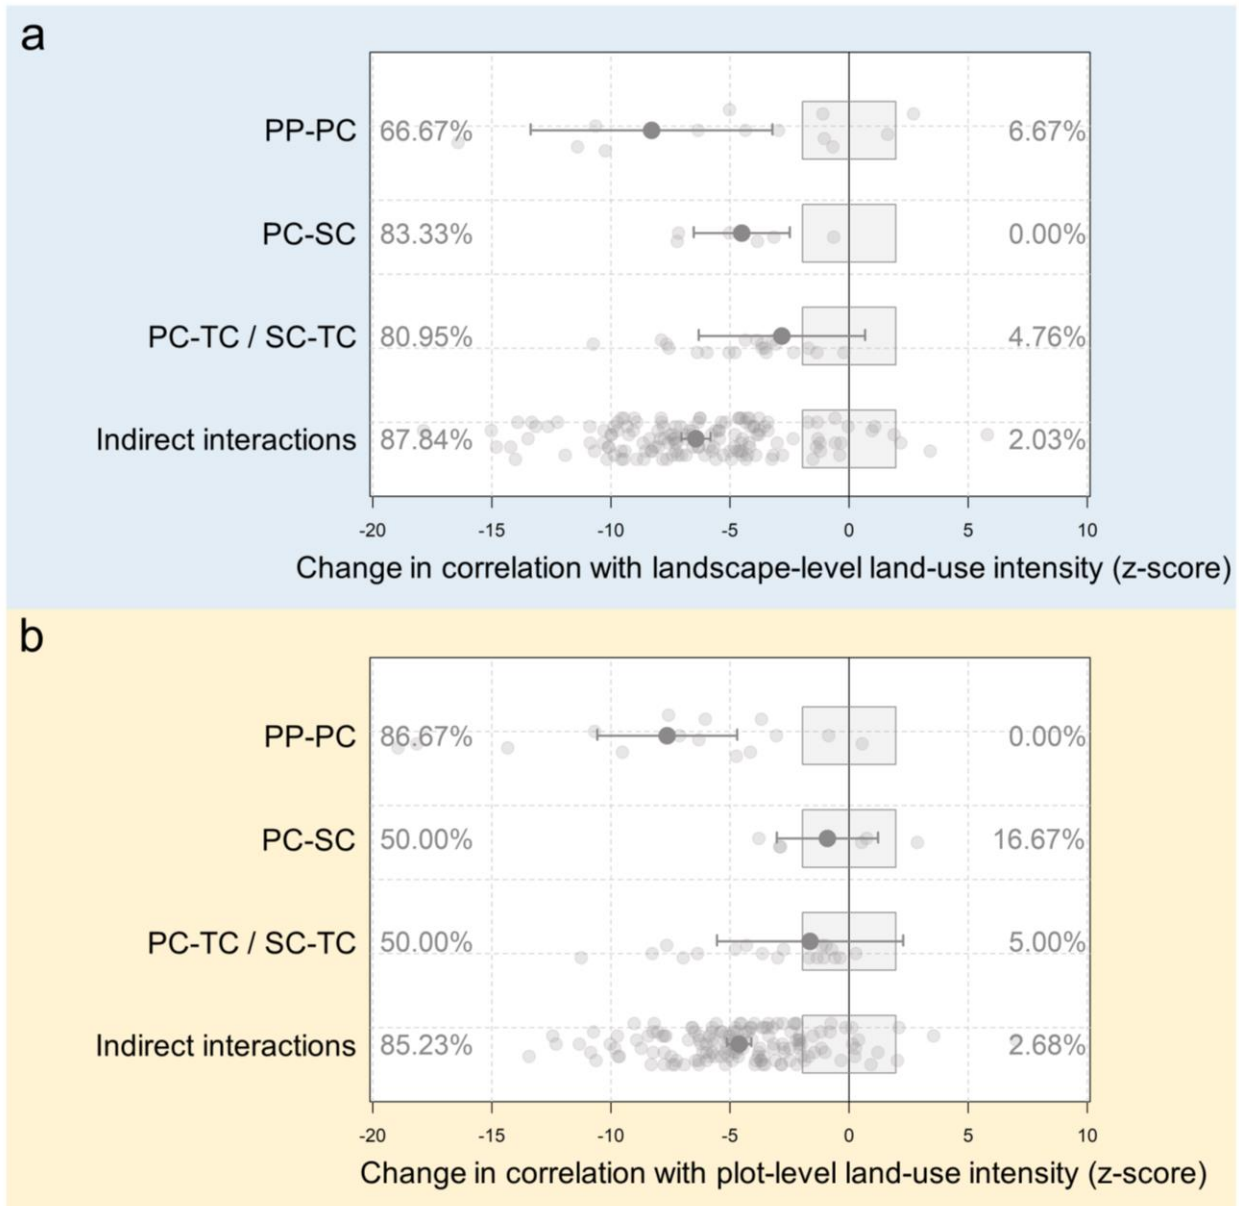 a
PP-PC 66.67% 6.67%
PC-SC 83.33% 0.00%
PC-TC / SC-TC 80.95% 4.76%
Indirect interactions 87.84% 2.03%
-20 -15 -10 -5 0 5 10
Change in correlation with landscape-level land-use intensity (z-score)
b
PP-PC 86.67% 0.00%
PC-SC 50.00% 16.67%
PC-TC / SC-TC 50.00% 5.00%
Indirect interactions 85.23% 2.68%
-20 -15 -10 -5 0 5 10
Change in correlation with plot-level land-use intensity (z-score)